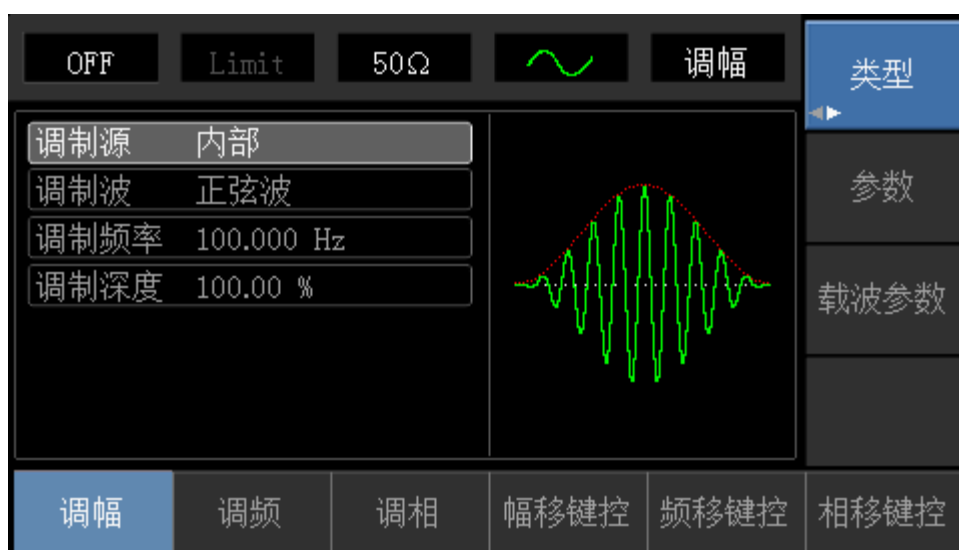 OFF Limit 50Ω 调幅 类型
调制源 内部
调制波 正弦波
调制频率 100.000 Hz
调制深度 100.00 %
参数
载波参数
调幅 调频 调相 幅移键控 频移键控 相移键控